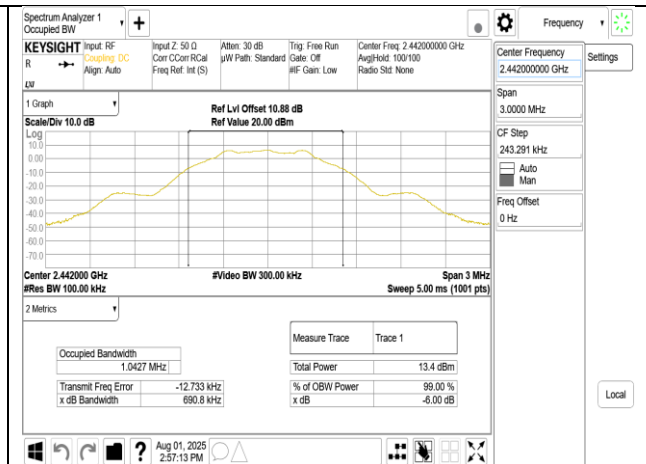 Spectrum Analyzer 1
Occupied BW
KEYSIGHT
R
Input: RF
Coupling: DC
Align: Auto
Input Z: 50 Ω
Corr CCorr RCal
Freq Ref: Int (S)
Atten: 30 dB
µW Path: Standard
Trig: Free Run
Gate: Off
#IF Gain: Low
Center Freq: 2.442000000 GHz
Avg|Hold: 100/100
Radio Std: None
LXI
1 Graph
Scale/Div 10.0 dB
Ref Lvl Offset 10.88 dB
Ref Value 20.00 dBm
Log
10.0
0.00
-10.0
-20.0
-30.0
-40.0
-50.0
-60.0
-70.0
Center 2.442000 GHz
#Video BW 300.00 kHz
Span 3 MHz
#Res BW 100.00 kHz
Sweep 5.00 ms (1001 pts)
2 Metrics
Occupied Bandwidth
1.0427 MHz
Transmit Freq Error -12.733 kHz
x dB Bandwidth 690.8 kHz
Measure Trace Trace 1
Total Power 13.4 dBm
% of OBW Power 99.00 %
x dB -6.00 dB
Aug 01, 2025
2:57:13 PM
Frequency
Center Frequency
2.442000000 GHz
Settings
Span
3.0000 MHz
CF Step
243.291 kHz
Auto
Man
Freq Offset
0 Hz
Local